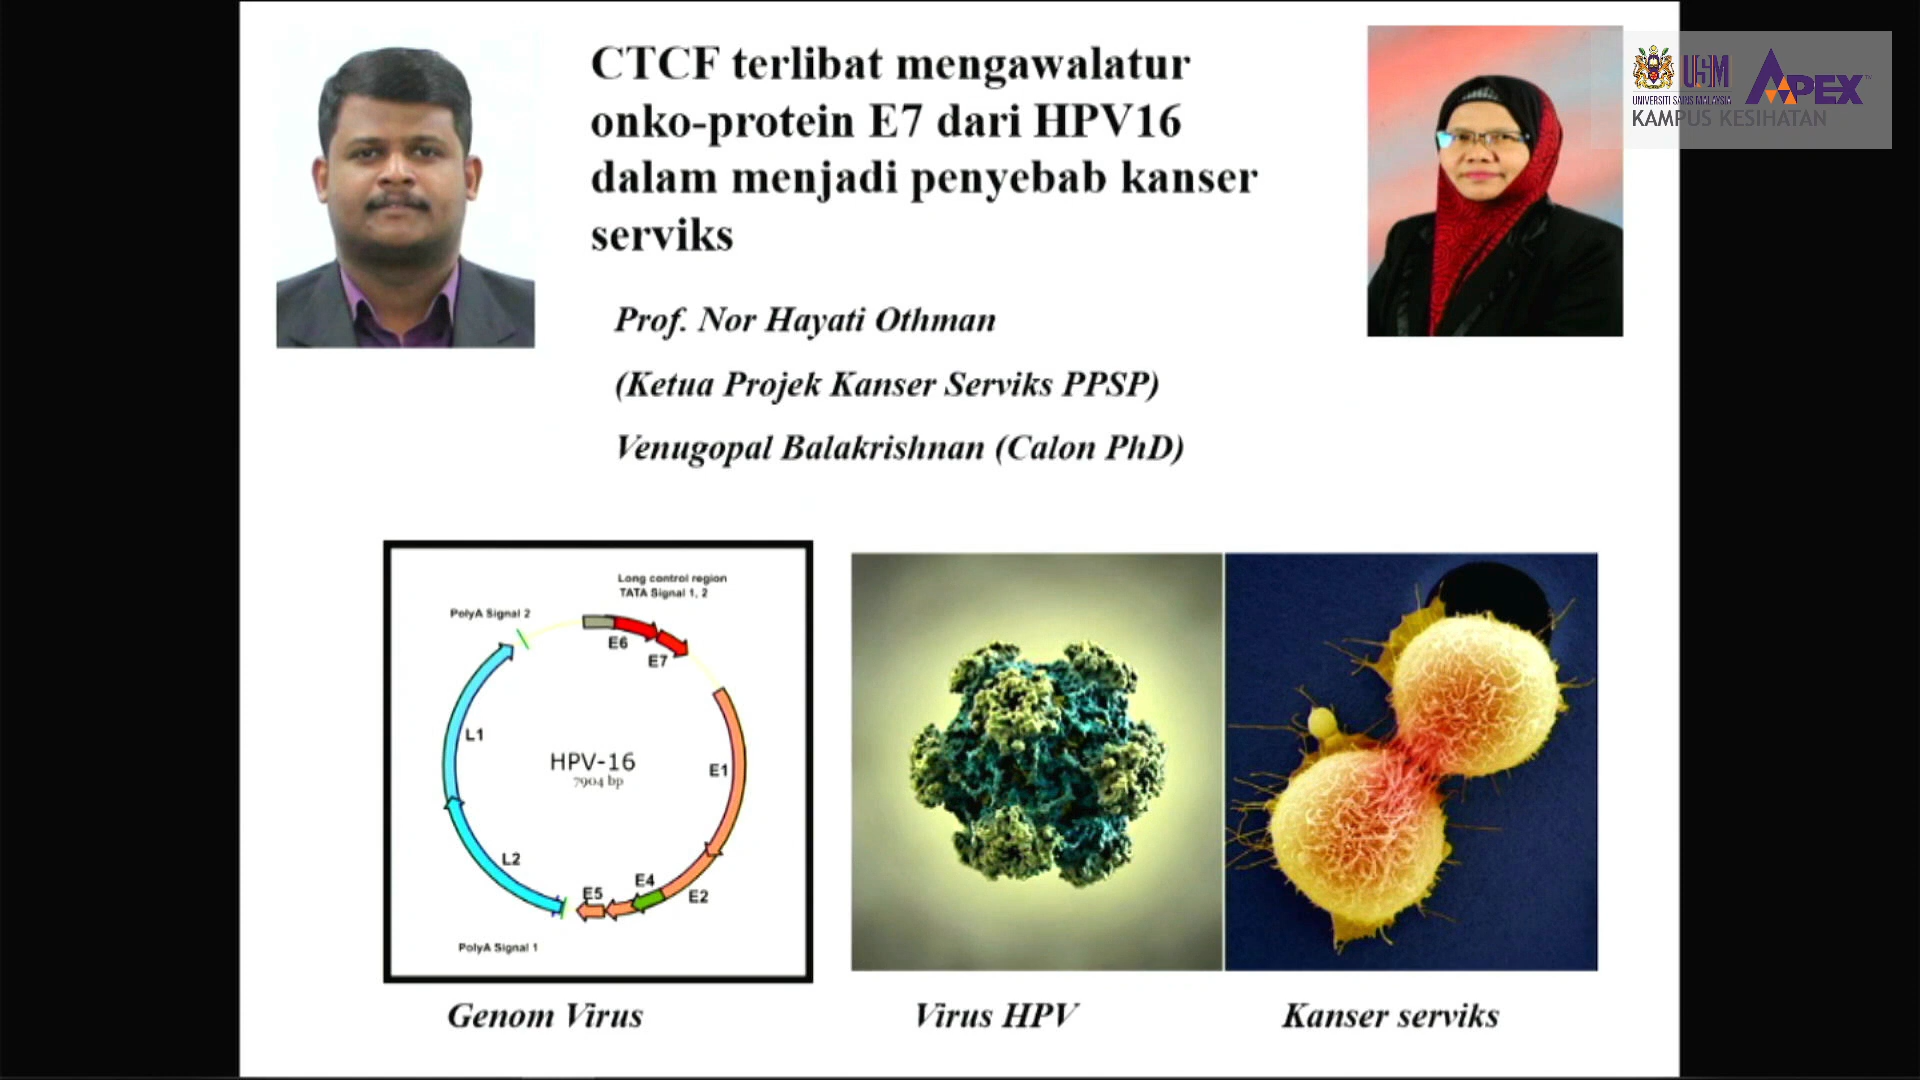 CTCF terlibat mengawalatur
onko-protein E7 dari HPV16
dalam menjadi penyebab kanser
serviks
Prof. Nor Hayati Othman
(Ketua Projek Kanser Serviks PPSP)
Venugopal Balakrishnan (Calon PhD)
USM
APEX™
UNIVERSITI SAINS MALAYSIA
KAMPUS KESIHATAN
Long control region
TATA Signal 1, 2
PolyA Signal 2
E6
E7
L1
HPV-16
7904 bp
E1
L2
E4
E5
E2
PolyA Signal 1
Genom Virus
Virus HPV
Kanser serviks